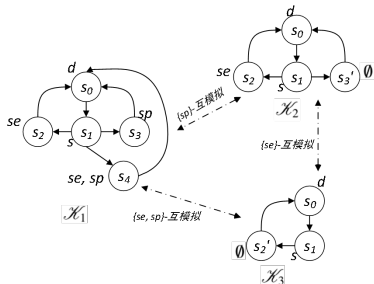 d
s₀
se
s₂
s₁
s
s₃
sp
s₄
se, sp
𝒦₁
{sp}-互模拟
d
s₀
se
s₂
s₁
s
s₃'
∅
𝒦₂
{se}-互模拟
{se, sp}-互模拟
d
s₀
∅
s₂'
s₁
s
𝒦₃